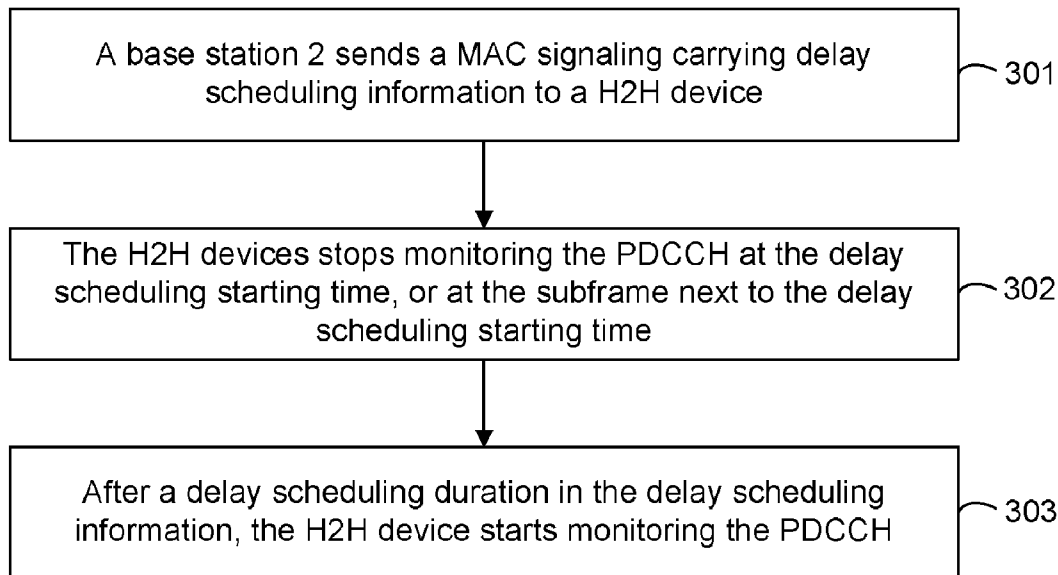 A base station 2 sends a MAC signaling carrying delay
scheduling information to a H2H device
301
The H2H devices stops monitoring the PDCCH at the delay
scheduling starting time, or at the subframe next to the delay
scheduling starting time
302
After a delay scheduling duration in the delay scheduling
information, the H2H device starts monitoring the PDCCH
303